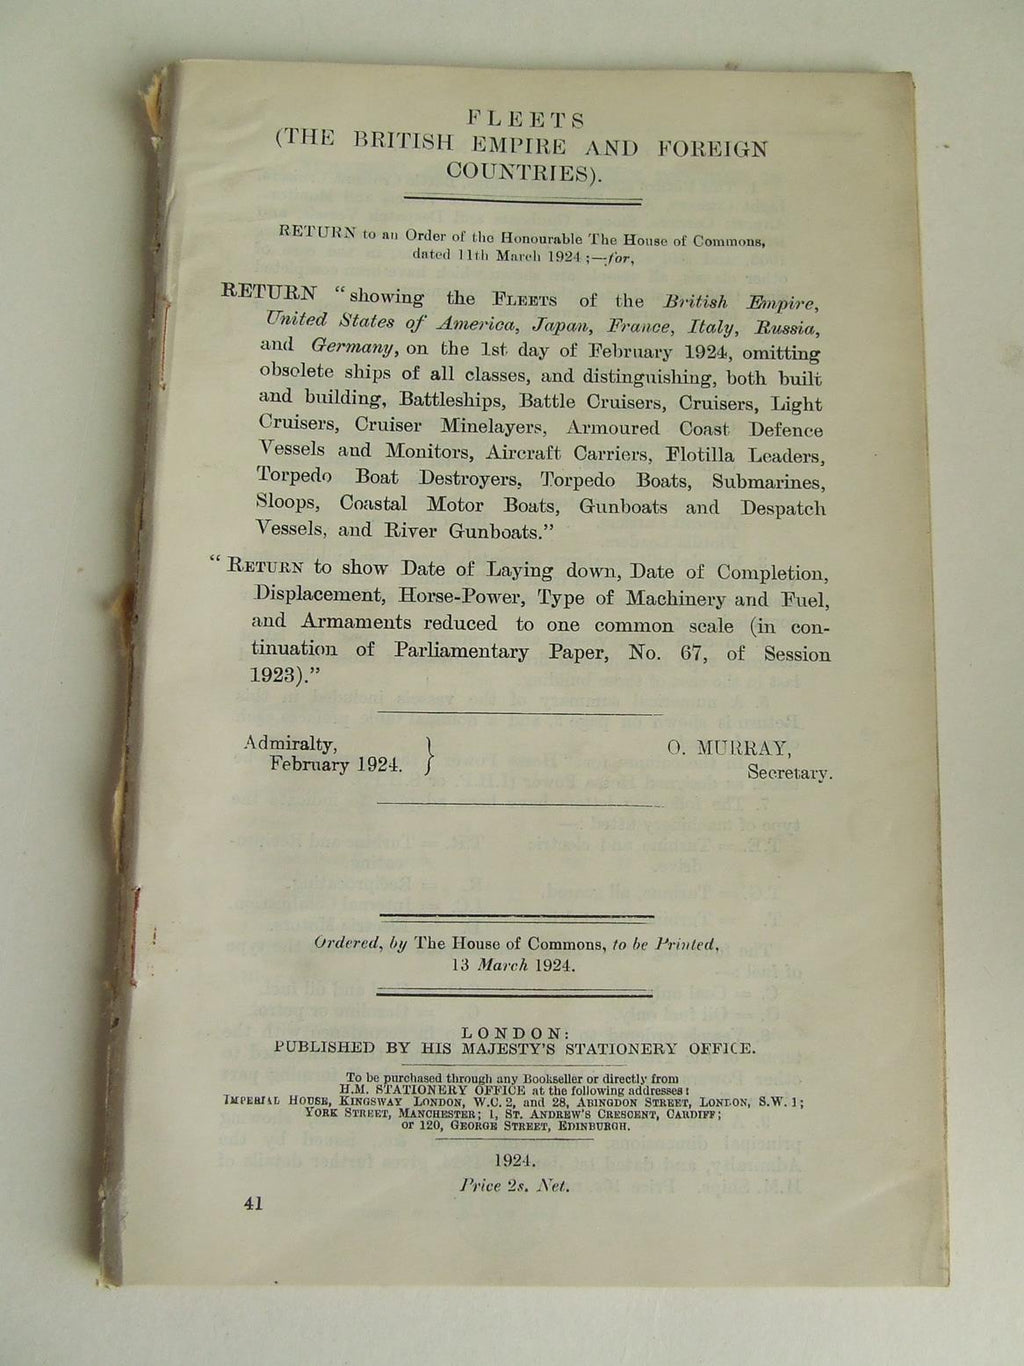 FLEETS
(THE BRITISH EMPIRE AND FOREIGN
COUNTRIES).
RETURN to an Order of the Honourable The House of Commons,
dated 11th March 1924;—for,
RETURN "showing the FLEETS of the British Empire,
United States of America, Japan, France, Italy, Russia,
and Germany, on the 1st day of February 1924, omitting
obsolete ships of all classes, and distinguishing, both built
and building, Battleships, Battle Cruisers, Cruisers, Light
Cruisers, Cruiser Minelayers, Armoured Coast Defence
Vessels and Monitors, Aircraft Carriers, Flotilla Leaders,
Torpedo Boat Destroyers, Torpedo Boats, Submarines,
Sloops, Coastal Motor Boats, Gunboats and Despatch
Vessels, and River Gunboats."
"RETURN to show Date of Laying down, Date of Completion,
Displacement, Horse-Power, Type of Machinery and Fuel,
and Armaments reduced to one common scale (in con-
tinuation of Parliamentary Paper, No. 67, of Session
1923)."
Admiralty, }
February 1924.
O. MURRAY,
Secretary.
Ordered, by The House of Commons, to be Printed,
13 March 1924.
LONDON:
PUBLISHED BY HIS MAJESTY'S STATIONERY OFFICE.
To be purchased through any Bookseller or directly from
H.M. STATIONERY OFFICE at the following addresses:
IMPERIAL HOUSE, KINGSWAY LONDON, W.C. 2, and 28, ABINGDON STREET, LONDON, S.W. 1;
YORK STREET, MANCHESTER; 1, ST. ANDREW'S CRESCENT, CARDIFF;
or 120, GEORGE STREET, EDINBURGH.
1924.
Price 2s. Net.
41